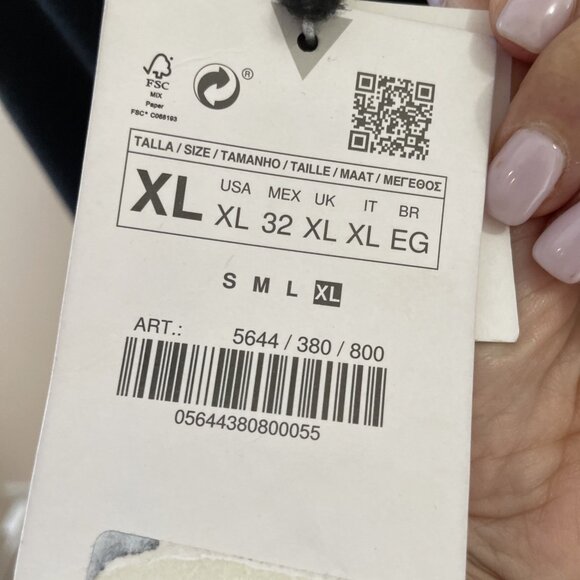 FSC
MIX
Paper
FSC® C068193
®
TALLA / SIZE / TAMANHO / TAILLE / MAAT / ΜΕΓΕΘΟΣ
XL USA MEX UK IT BR
XL 32 XL XL EG
S M L XL
ART.: 5644 / 380 / 800
05644380800055